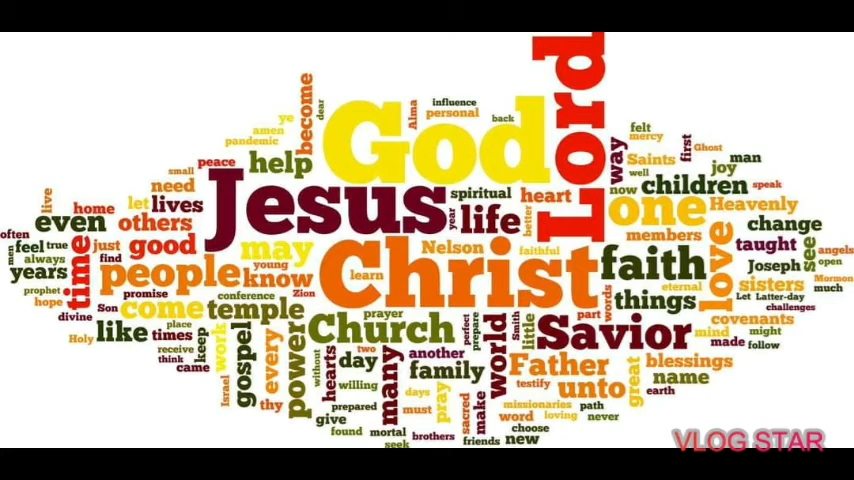 Lord
God
influence
Alma
personal
back
dear
become
ye
amen
pandemic
felt
mercy
first
Ghost
way
Saints
man
joy
well
peace
help
small
need
Jesus
spiritual
heart
now
children
speak
live
home
let
lives
year
life
better
one
Heavenly
often
even
others
members
change
men
feel
true
just
good
may
Nelson
faithful
love
taught
see
angels
always
find
young
Christ
faith
Joseph
open
years
time
people
know
learn
eternal
sisters
Mormon
much
prophet
promise
conference
Zion
words
things
Let
Latter-day
hope
Son
come
temple
prayer
part
challenges
divine
place
Church
perfect
prepare
Smith
little
Savior
covenants
Holy
like
times
keep
work
gospel
every
power
mind
might
receive
without
hearts
two
another
world
made
follow
think
day
many
family
Father
blessings
came
willing
testify
unto
great
name
Israel
thy
prepared
days
must
pray
sacred
make
missionaries
path
earth
give
word
loving
never
found
mortal
brothers
choose
seek
friends
new
VLOG STAR